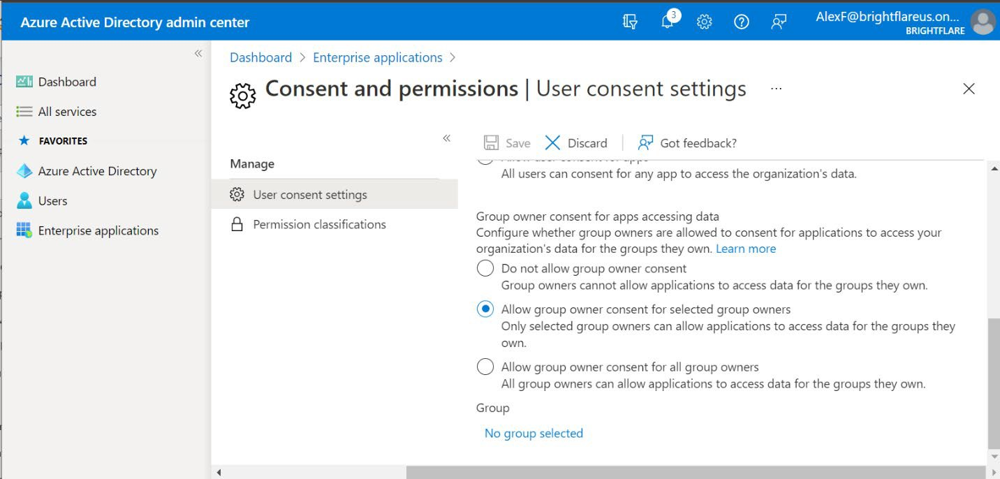 Azure Active Directory admin center
3
AlexF@brightflareus.on...
BRIGHTFLARE
Dashboard
All services
FAVORITES
Azure Active Directory
Users
Enterprise applications
Dashboard > Enterprise applications >
Consent and permissions | User consent settings ...
Manage
User consent settings
Permission classifications
Save Discard Got feedback?
Allow user consent for apps
All users can consent for any app to access the organization's data.
Group owner consent for apps accessing data
Configure whether group owners are allowed to consent for applications to access your
organization's data for the groups they own. Learn more
Do not allow group owner consent
Group owners cannot allow applications to access data for the groups they own.
Allow group owner consent for selected group owners
Only selected group owners can allow applications to access data for the groups they
own.
Allow group owner consent for all group owners
All group owners can allow applications to access data for the groups they own.
Group
No group selected